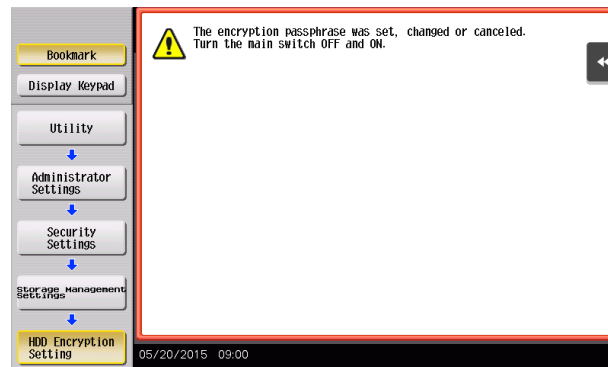 The encryption passphrase was set, changed or canceled.
Turn the main switch OFF and ON.
Bookmark
Display Keypad
Utility
Administrator
Settings
Security
Settings
Storage Management
Settings
HDD Encryption
Setting
05/20/2015 09:00